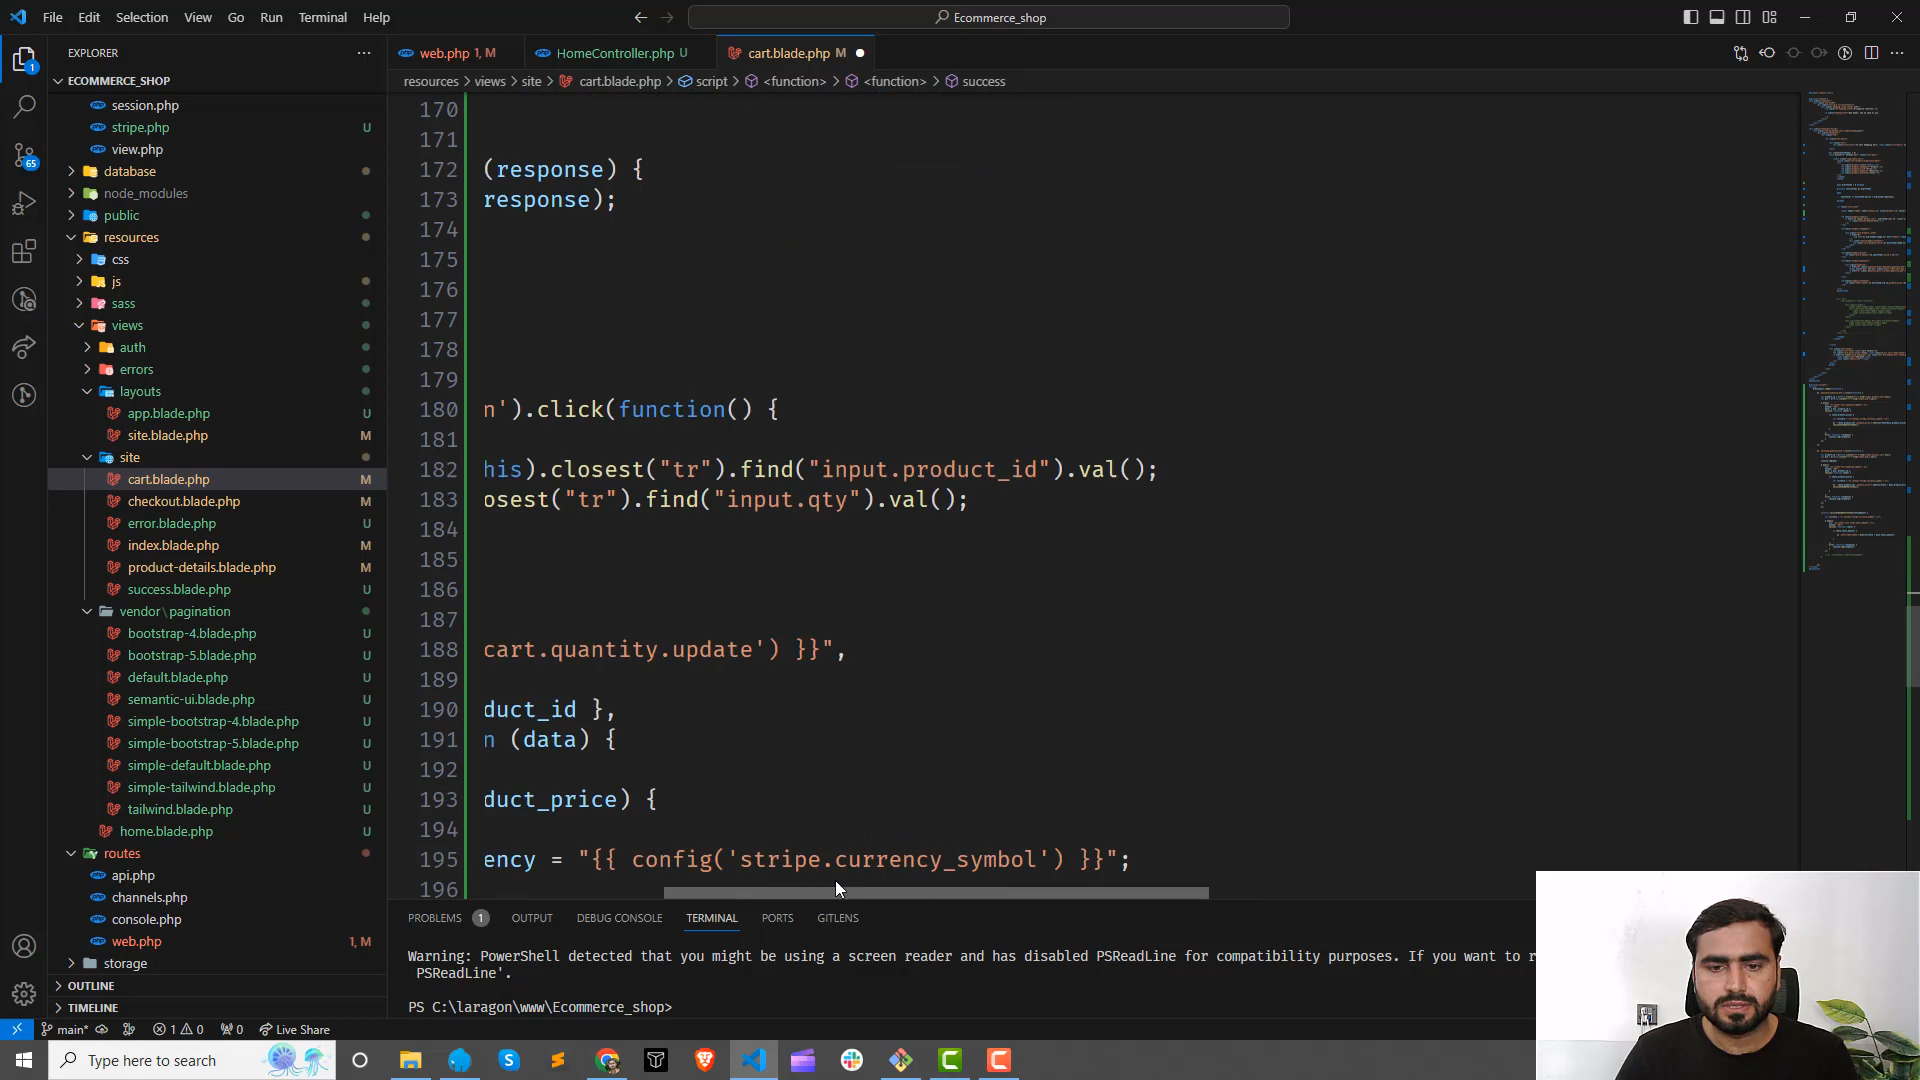 File Edit Selection View Go Run Terminal Help
Ecommerce_shop
EXPLORER
web.php 1, M
HomeController.php U
cart.blade.php M
ECOMMERCE_SHOP
resources > views > site > cart.blade.php > script > <function> > <function> > success
session.php
stripe.php U
view.php
database
node_modules
public
resources
css
js
sass
views
auth
errors
layouts
app.blade.php U
site.blade.php M
site
cart.blade.php M
checkout.blade.php M
error.blade.php U
index.blade.php M
product-details.blade.php M
success.blade.php U
vendor\pagination
bootstrap-4.blade.php U
bootstrap-5.blade.php U
default.blade.php U
semantic-ui.blade.php U
simple-bootstrap-4.blade.php U
simple-bootstrap-5.blade.php U
simple-default.blade.php U
simple-tailwind.blade.php U
tailwind.blade.php U
home.blade.php U
routes
api.php
channels.php
console.php
web.php 1, M
storage
OUTLINE
TIMELINE
170
171
172 (response) {
173 response);
174
175
176
177
178
179
180 n').click(function() {
181
182 his).closest("tr").find("input.product_id").val();
183 osest("tr").find("input.qty").val();
184
185
186
187
188 cart.quantity.update') }}",
189
190 duct_id },
191 n (data) {
192
193 duct_price) {
194
195 ency = "{{ config('stripe.currency_symbol') }}";
196
PROBLEMS 1 OUTPUT DEBUG CONSOLE TERMINAL PORTS GITLENS
Warning: PowerShell detected that you might be using a screen reader and has disabled PSReadLine for compatibility purposes. If you want to r
PSReadLine'.
PS C:\laragon\www\Ecommerce_shop>
main* 1 0 0 Live Share
Type here to search
1
65